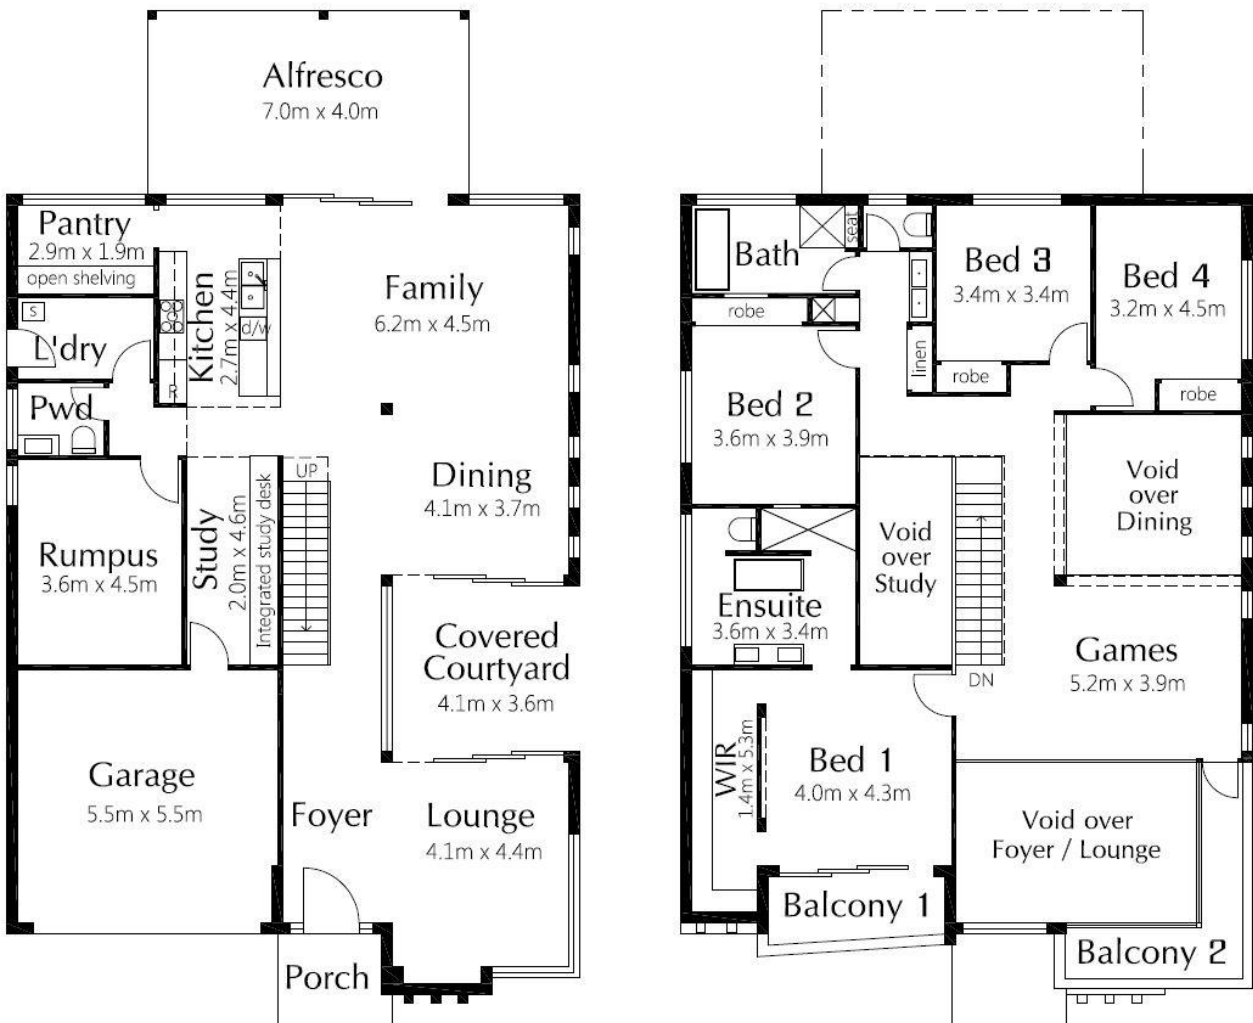 Alfresco
7.0m x 4.0m
Pantry
2.9m x 1.9m
open shelving
Kitchen
2.7m x 4.4m
d/w
R
Family
6.2m x 4.5m
S
L'dry
Pwd
Dining
4.1m x 3.7m
UP
Rumpus
3.6m x 4.5m
Study
2.0m x 4.6m
Integrated study desk
Covered
Courtyard
4.1m x 3.6m
Garage
5.5m x 5.5m
Foyer
Lounge
4.1m x 4.4m
Porch
Bath
seat
robe
Bed 3
3.4m x 3.4m
Bed 4
3.2m x 4.5m
linen
robe
robe
Bed 2
3.6m x 3.9m
Void
over
Dining
Void
over
Study
Ensuite
3.6m x 3.4m
Games
5.2m x 3.9m
DN
WIR
1.4m x 5.3m
Bed 1
4.0m x 4.3m
Void over
Foyer / Lounge
Balcony 1
Balcony 2